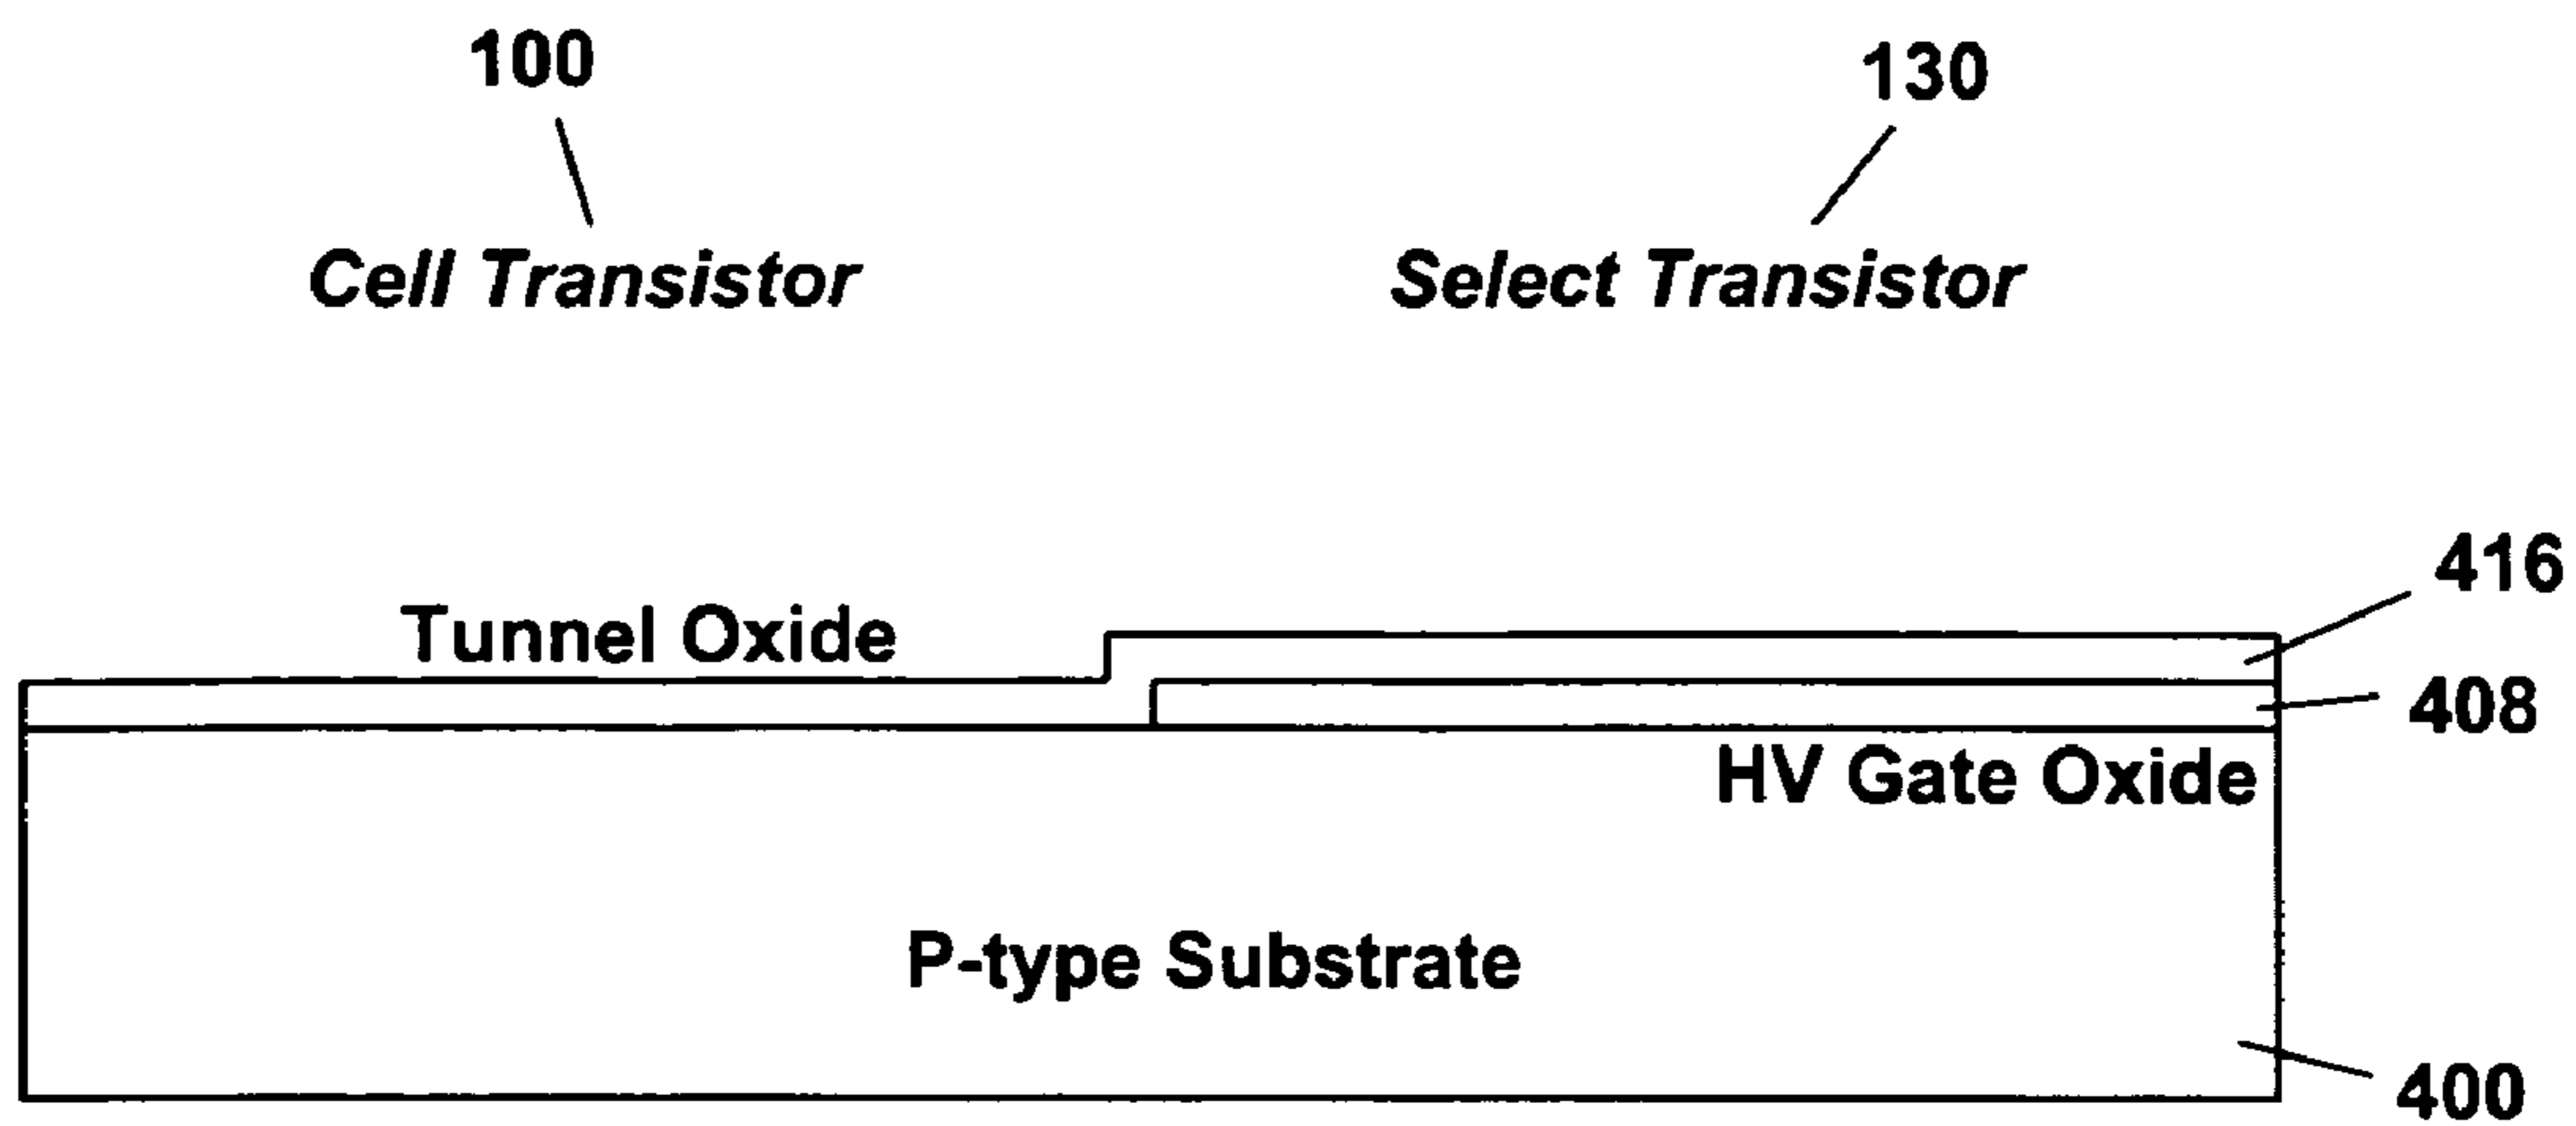 100
130
Cell Transistor
Select Transistor
416
Tunnel Oxide
408
HV Gate Oxide
P-type Substrate
400